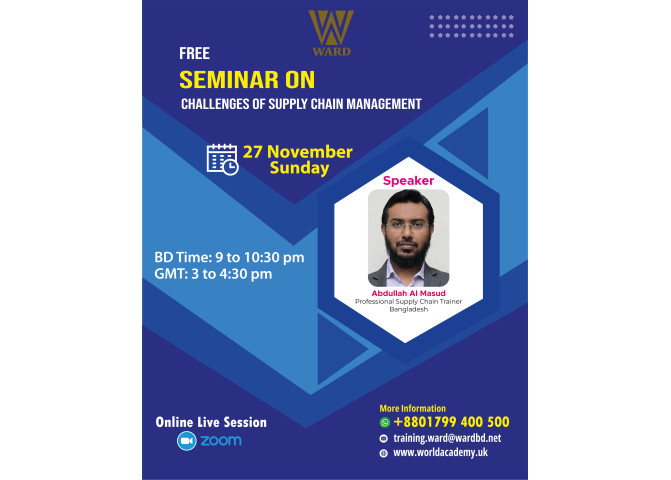 WARD
FREE
SEMINAR ON
CHALLENGES OF SUPPLY CHAIN MANAGEMENT
27 November
Sunday
Speaker
Abdullah Al Masud
Professional Supply Chain Trainer
Bangladesh
BD Time: 9 to 10:30 pm
GMT: 3 to 4:30 pm
Online Live Session
zoom
More Information
+8801799 400 500
training.ward@wardbd.net
www.worldacademy.uk